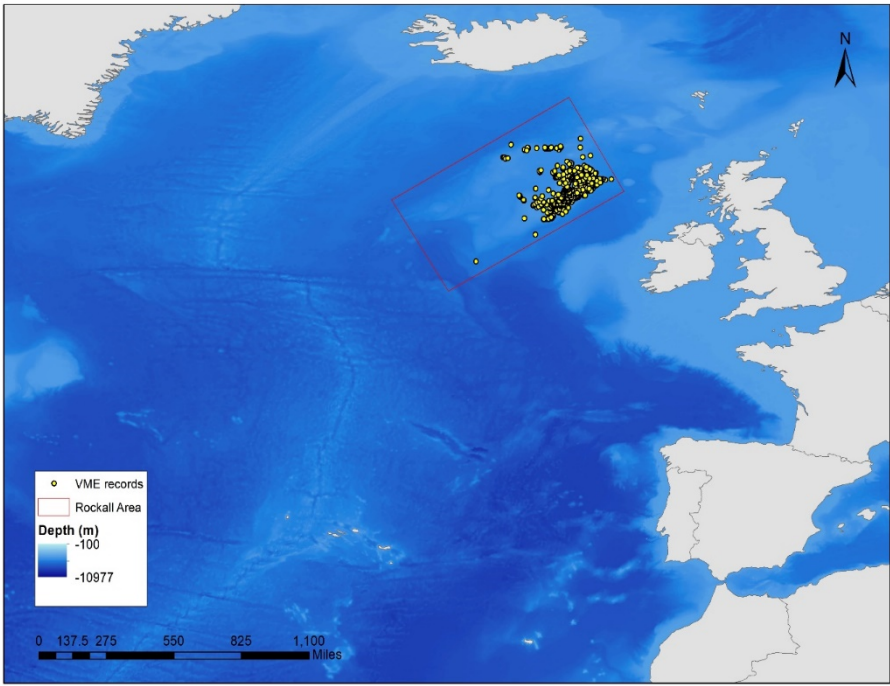 N
VME records
Rockall Area
Depth (m)
-100
-10977
0 137.5 275 550 825 1,100
Miles